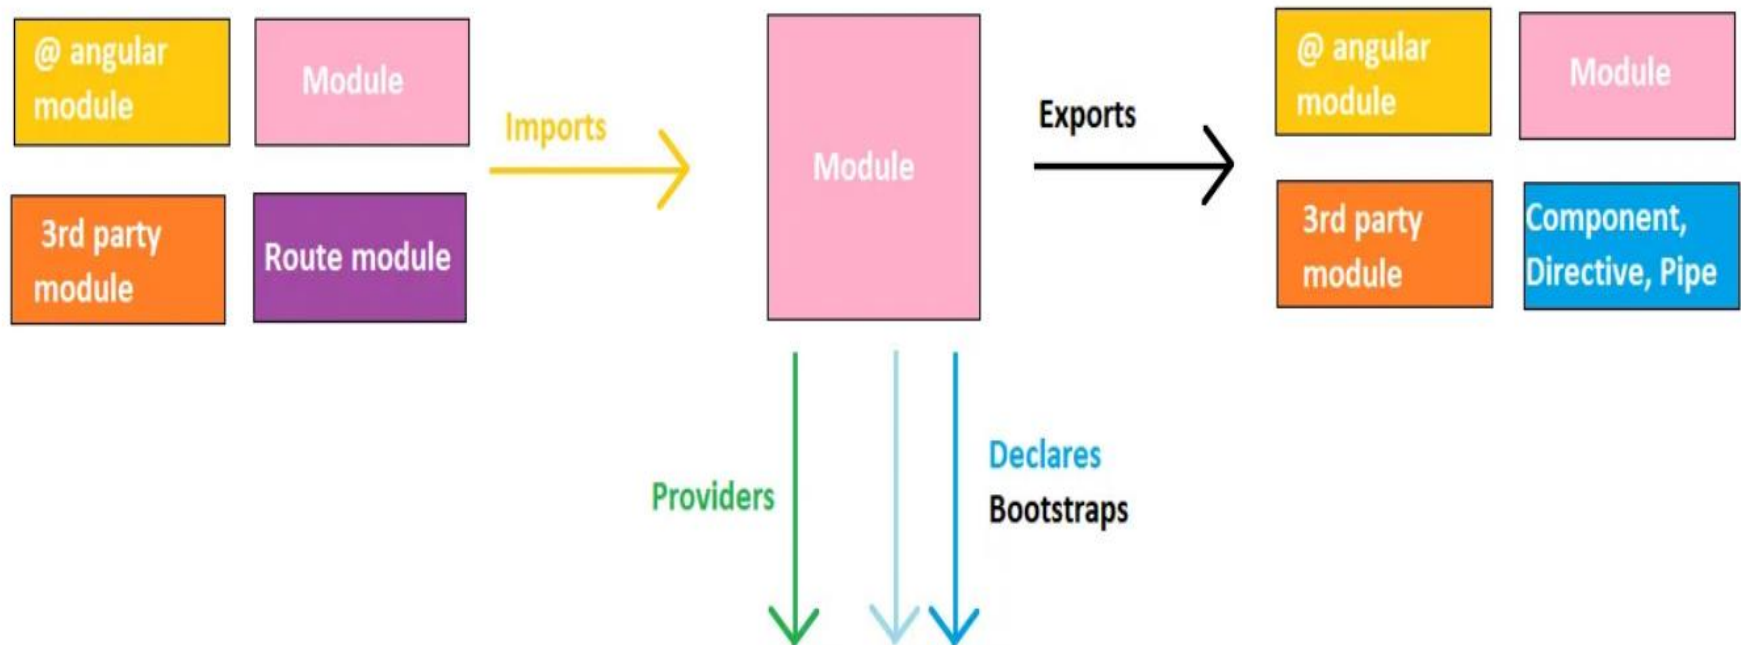 @ angular
module
Module
3rd party
module
Route module
Imports
Module
Exports
@ angular
module
Module
3rd party
module
Component,
Directive, Pipe
Providers
Declares
Bootstraps